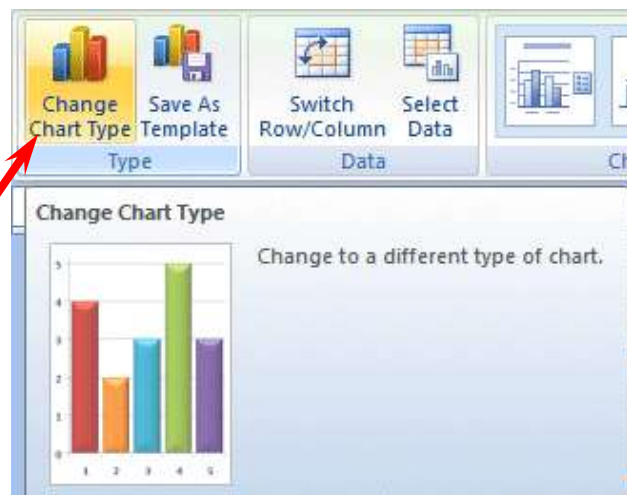 Change Chart Type
Save As Template
Switch Row/Column
Select Data
Type
Data
Ch
Change Chart Type
Change to a different type of chart.
5
4
3
2
1
0
1 2 3 4 5